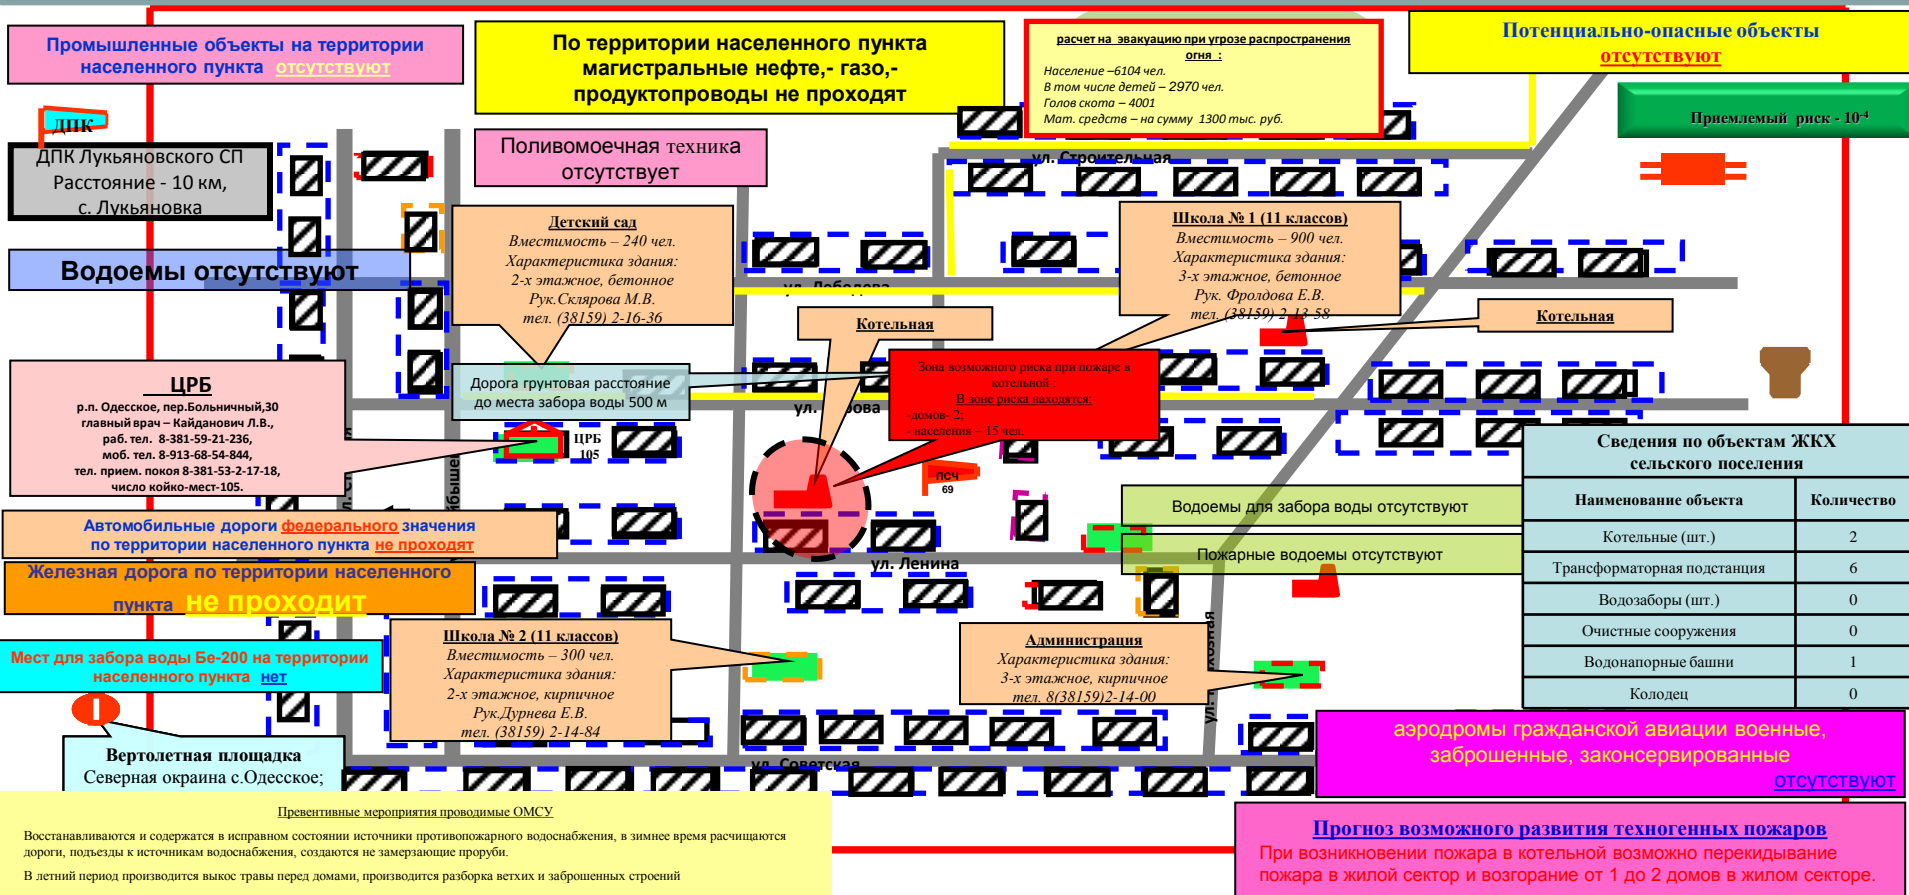 Промышленные объекты на территории
населенного пункта отсутствуют
По территории населенного пункта
магистральные нефте,- газо,-
продуктопроводы не проходят
расчет на эвакуацию при угрозе распространения
огня :
Население –6104 чел.
В том числе детей – 2970 чел.
Голов скота – 4001
Мат. средств – на сумму 1300 тыс. руб.
Потенциально-опасные объекты
отсутствуют
Приемлемый риск - 10-4
ДПК
ДПК Лукьяновского СП
Расстояние - 10 км,
с. Лукьяновка
Поливомоечная техника
отсутствует
ул. Строительная
Детский сад
Вместимость – 240 чел.
Характеристика здания:
2-х этажное, бетонное
Рук.Склярова М.В.
тел. (38159) 2-16-36
Школа № 1 (11 классов)
Вместимость – 900 чел.
Характеристика здания:
3-х этажное, бетонное
Рук. Фролдова Е.В.
тел. (38159) 2-13-58
Водоемы отсутствуют
ул.
Котельная
Котельная
ЦРБ
р.п. Одесское, пер.Больничный,30
главный врач – Кайданович Л.В.,
раб. тел. 8-381-59-21-236,
моб. тел. 8-913-68-54-844,
тел. прием. покоя 8-381-53-2-17-18,
число койко-мест-105.
Дорога грунтовая расстояние
до места забора воды 500 м
Зона возможного риска при пожаре в
котельной :
В зоне риска находятся:
-домов- 2;
- населения – 15 чел.
ул.
ЦРБ
105
ПСЧ
69
Сведения по объектам ЖКХ
сельского поселения
Наименование объекта Количество
Котельные (шт.) 2
Трансформаторная подстанция 6
Водозаборы (шт.) 0
Очистные сооружения 0
Водонапорные башни 1
Колодец 0
Водоемы для забора воды отсутствуют
Пожарные водоемы отсутствуют
Автомобильные дороги федерального значения
по территории населенного пункта не проходят
ул. Ленина
Железная дорога по территории населенного
пункта не проходит
Школа № 2 (11 классов)
Вместимость – 300 чел.
Характеристика здания:
2-х этажное, кирпичное
Рук.Дурнева Е.В.
тел. (38159) 2-14-84
Администрация
Характеристика здания:
3-х этажное, кирпичное
тел. 8(38159)2-14-00
Мест для забора воды Бе-200 на территории
населенного пункта нет
Вертолетная площадка
Северная окраина с.Одесское;
ул. Советская
аэродромы гражданской авиации военные,
заброшенные, законсервированные
отсутствуют
Превентивные мероприятия проводимые ОМСУ
Восстанавливаются и содержатся в исправном состоянии источники противопожарного водоснабжения, в зимнее время расчищаются
дороги, подъезды к источникам водоснабжения, создаются не замерзающие проруби.
В летний период производится выкос травы перед домами, производится разборка ветхих и заброшенных строений
Прогноз возможного развития техногенных пожаров
При возникновении пожара в котельной возможно перекидывание
пожара в жилой сектор и возгорание от 1 до 2 домов в жилом секторе.